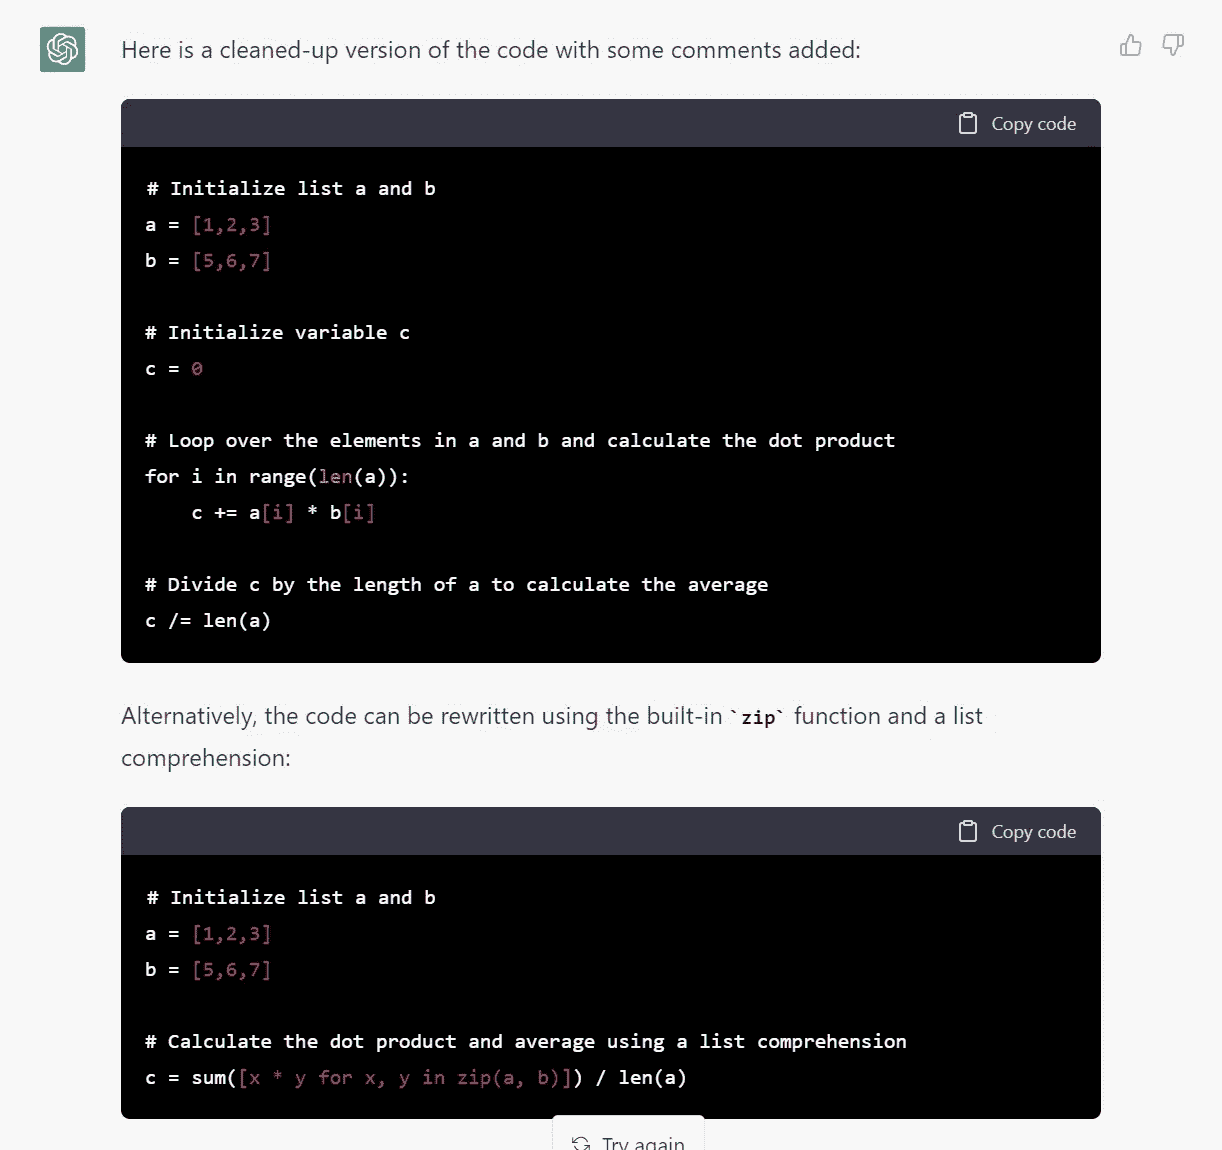 Here is a cleaned-up version of the code with some comments added:
Copy code
# Initialize list a and b
a = [1,2,3]
b = [5,6,7]
# Initialize variable c
c = 0
# Loop over the elements in a and b and calculate the dot product
for i in range(len(a)):
    c += a[i] * b[i]
# Divide c by the length of a to calculate the average
c /= len(a)
Alternatively, the code can be rewritten using the built-in `zip` function and a list
comprehension:
Copy code
# Initialize list a and b
a = [1,2,3]
b = [5,6,7]
# Calculate the dot product and average using a list comprehension
c = sum([x * y for x, y in zip(a, b)]) / len(a)
Try again